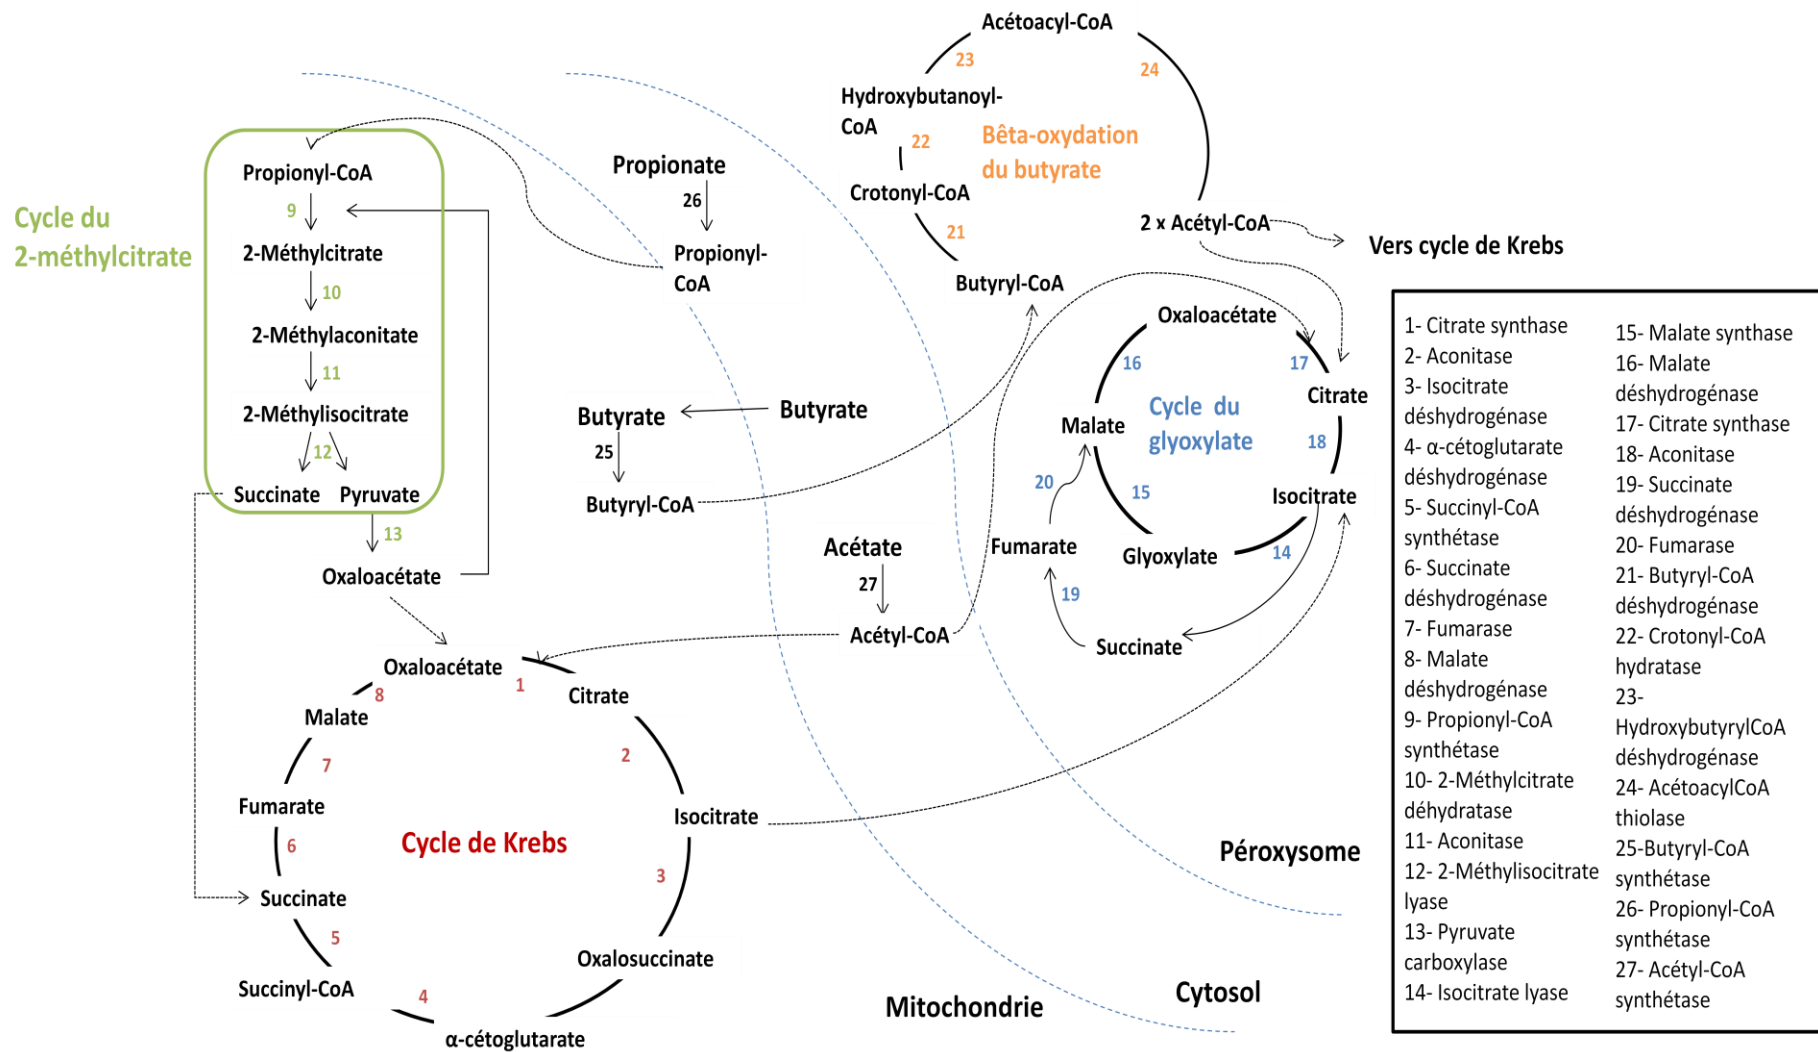 Acétoacyl-CoA
23
24
Hydroxybutanoyl-
CoA
22
Bêta-oxydation
du butyrate
Crotonyl-CoA
21
2 x Acétyl-CoA
Vers cycle de Krebs
Butyryl-CoA
Propionyl-CoA
9
Cycle du
2-méthylcitrate
2-Méthylcitrate
10
2-Méthylaconitate
11
2-Méthylisocitrate
12
Succinate
Pyruvate
13
Oxaloacétate
Propionate
26
Propionyl-
CoA
Butyrate
Butyrate
25
Butyryl-CoA
Acétate
27
Acétyl-CoA
Oxaloacétate
16
17
Citrate
Cycle du
glyoxylate
Malate
18
20
15
Isocitrate
Fumarate
Glyoxylate
14
19
Succinate
Oxaloacétate
1
8
Citrate
Malate
2
7
Fumarate
Isocitrate
Cycle de Krebs
6
3
Succinate
5
Oxalosuccinate
Succinyl-CoA
4
α-cétoglutarate
Mitochondrie
Cytosol
Péroxysome
1- Citrate synthase
2- Aconitase
3- Isocitrate
déshydrogénase
4- α-cétoglutarate
déshydrogénase
5- Succinyl-CoA
synthétase
6- Succinate
déshydrogénase
7- Fumarase
8- Malate
déshydrogénase
9- Propionyl-CoA
synthétase
10- 2-Méthylcitrate
déhydratase
11- Aconitase
12- 2-Méthylisocitrate
lyase
13- Pyruvate
carboxylase
14- Isocitrate lyase
15- Malate synthase
16- Malate
déshydrogénase
17- Citrate synthase
18- Aconitase
19- Succinate
déshydrogénase
20- Fumarase
21- Butyryl-CoA
déshydrogénase
22- Crotonyl-CoA
hydratase
23-
HydroxybutyrylCoA
déshydrogénase
24- AcétoacylCoA
thiolase
25-Butyryl-CoA
synthétase
26- Propionyl-CoA
synthétase
27- Acétyl-CoA
synthétase